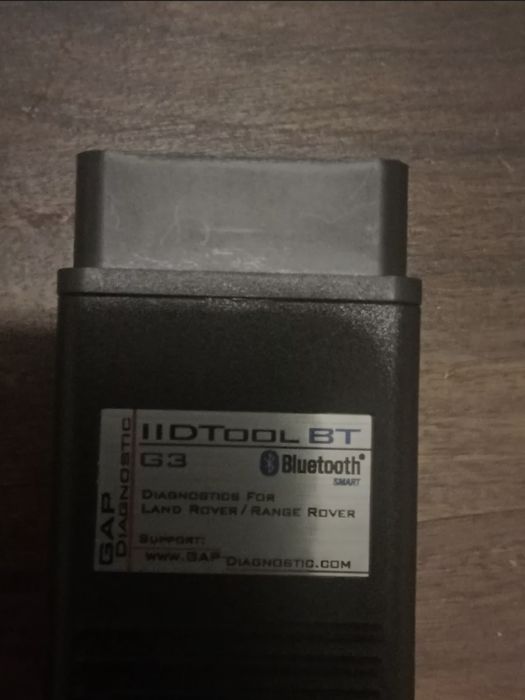 GAP
DIAGNOSTIC
IIDTOOL BT
G3
Bluetooth®
SMART
DIAGNOSTICS FOR
LAND ROVER / RANGE ROVER
SUPPORT:
WWW.GAP-DIAGNOSTIC.COM